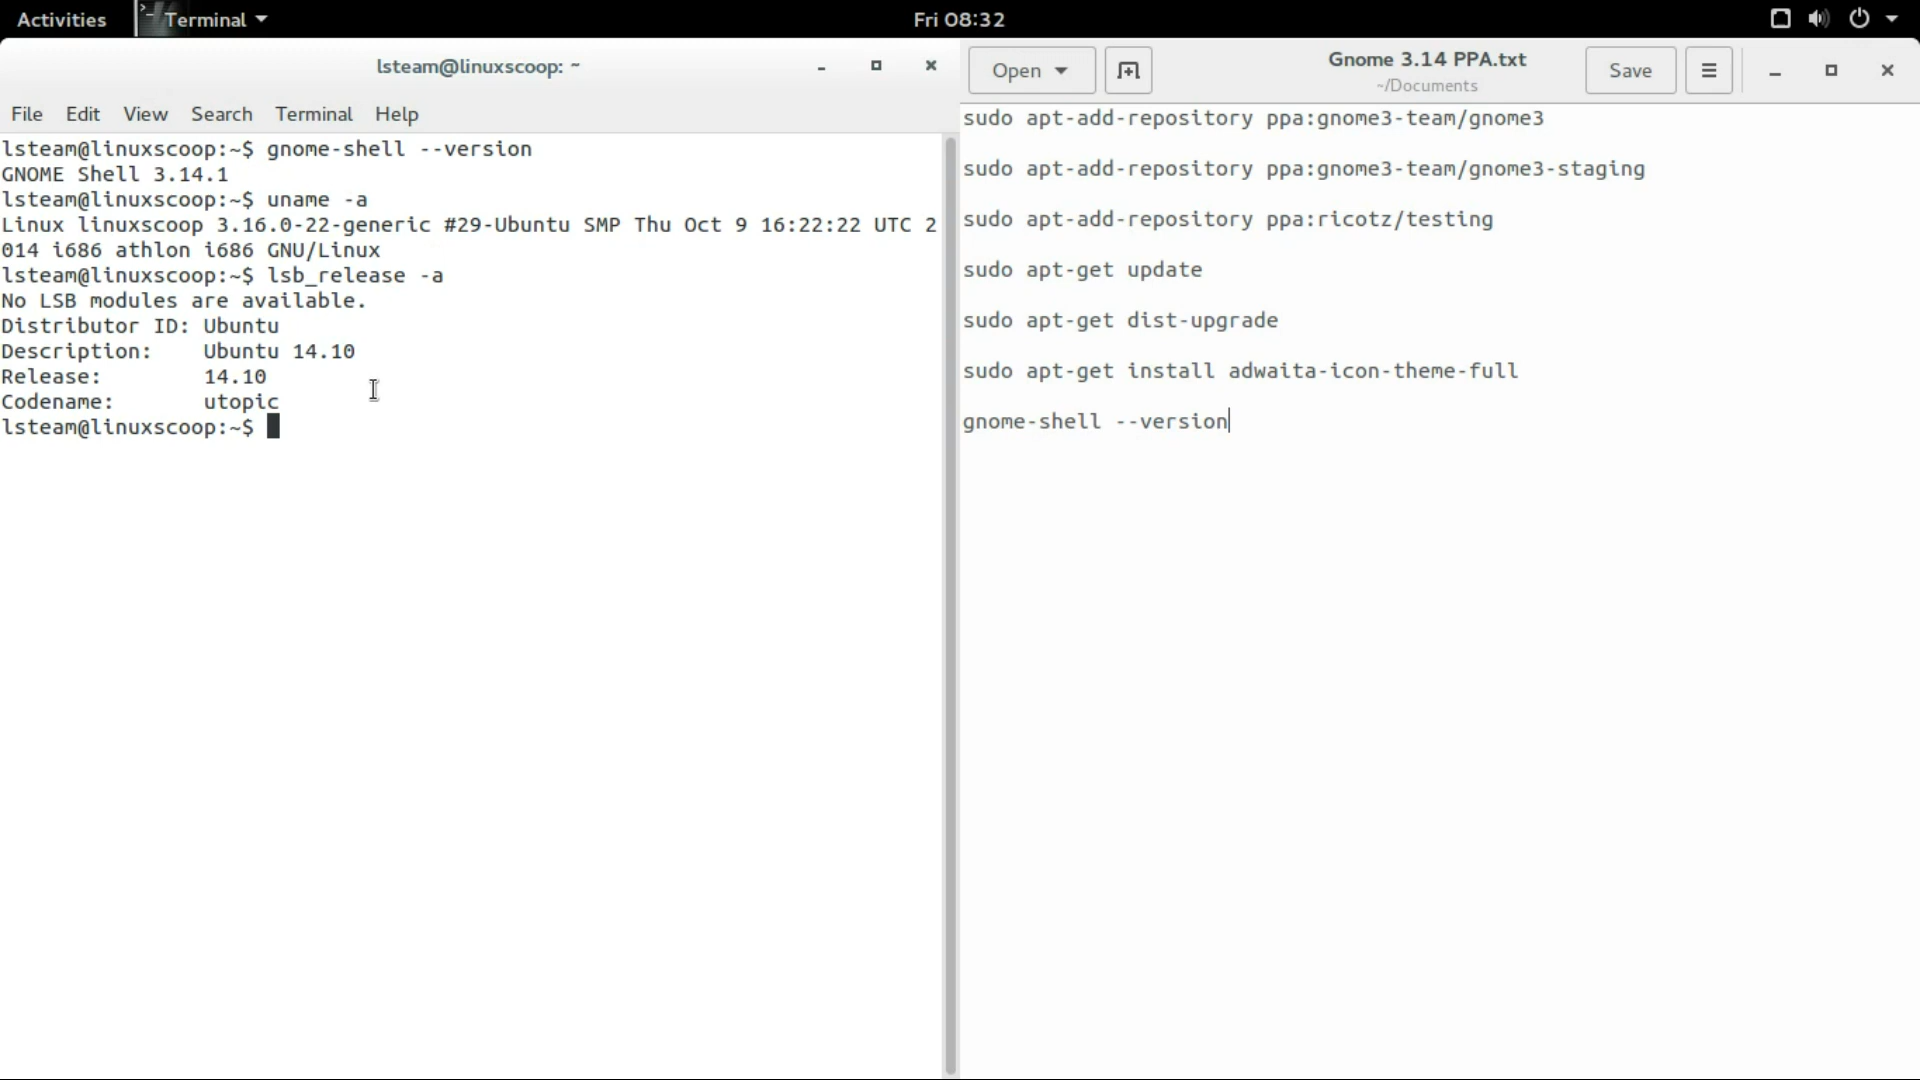 Activities Terminal Fri 08:32
lsteam@linuxscoop: ~
File Edit View Search Terminal Help
lsteam@linuxscoop:~$ gnome-shell --version
GNOME Shell 3.14.1
lsteam@linuxscoop:~$ uname -a
Linux linuxscoop 3.16.0-22-generic #29-Ubuntu SMP Thu Oct 9 16:22:22 UTC 2
014 i686 athlon i686 GNU/Linux
lsteam@linuxscoop:~$ lsb_release -a
No LSB modules are available.
Distributor ID: Ubuntu
Description:    Ubuntu 14.10
Release:        14.10
Codename:       utopic
lsteam@linuxscoop:~$
Open Gnome 3.14 PPA.txt Save
~/Documents
sudo apt-add-repository ppa:gnome3-team/gnome3
sudo apt-add-repository ppa:gnome3-team/gnome3-staging
sudo apt-add-repository ppa:ricotz/testing
sudo apt-get update
sudo apt-get dist-upgrade
sudo apt-get install adwaita-icon-theme-full
gnome-shell --version